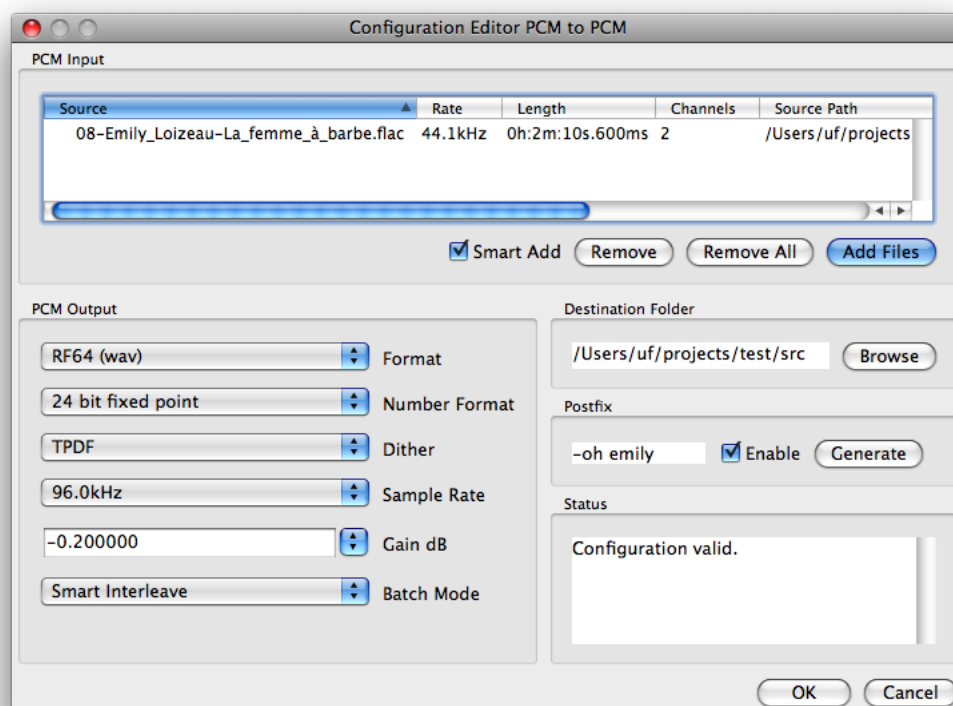 Configuration Editor PCM to PCM
PCM Input
Source Rate Length Channels Source Path
08-Emily_Loizeau-La_femme_à_barbe.flac 44.1kHz 0h:2m:10s.600ms 2 /Users/uf/projects
Smart Add Remove Remove All Add Files
PCM Output
RF64 (wav) Format
24 bit fixed point Number Format
TPDF Dither
96.0kHz Sample Rate
-0.200000 Gain dB
Smart Interleave Batch Mode
Destination Folder
/Users/uf/projects/test/src Browse
Postfix
-oh emily Enable Generate
Status
Configuration valid.
OK Cancel